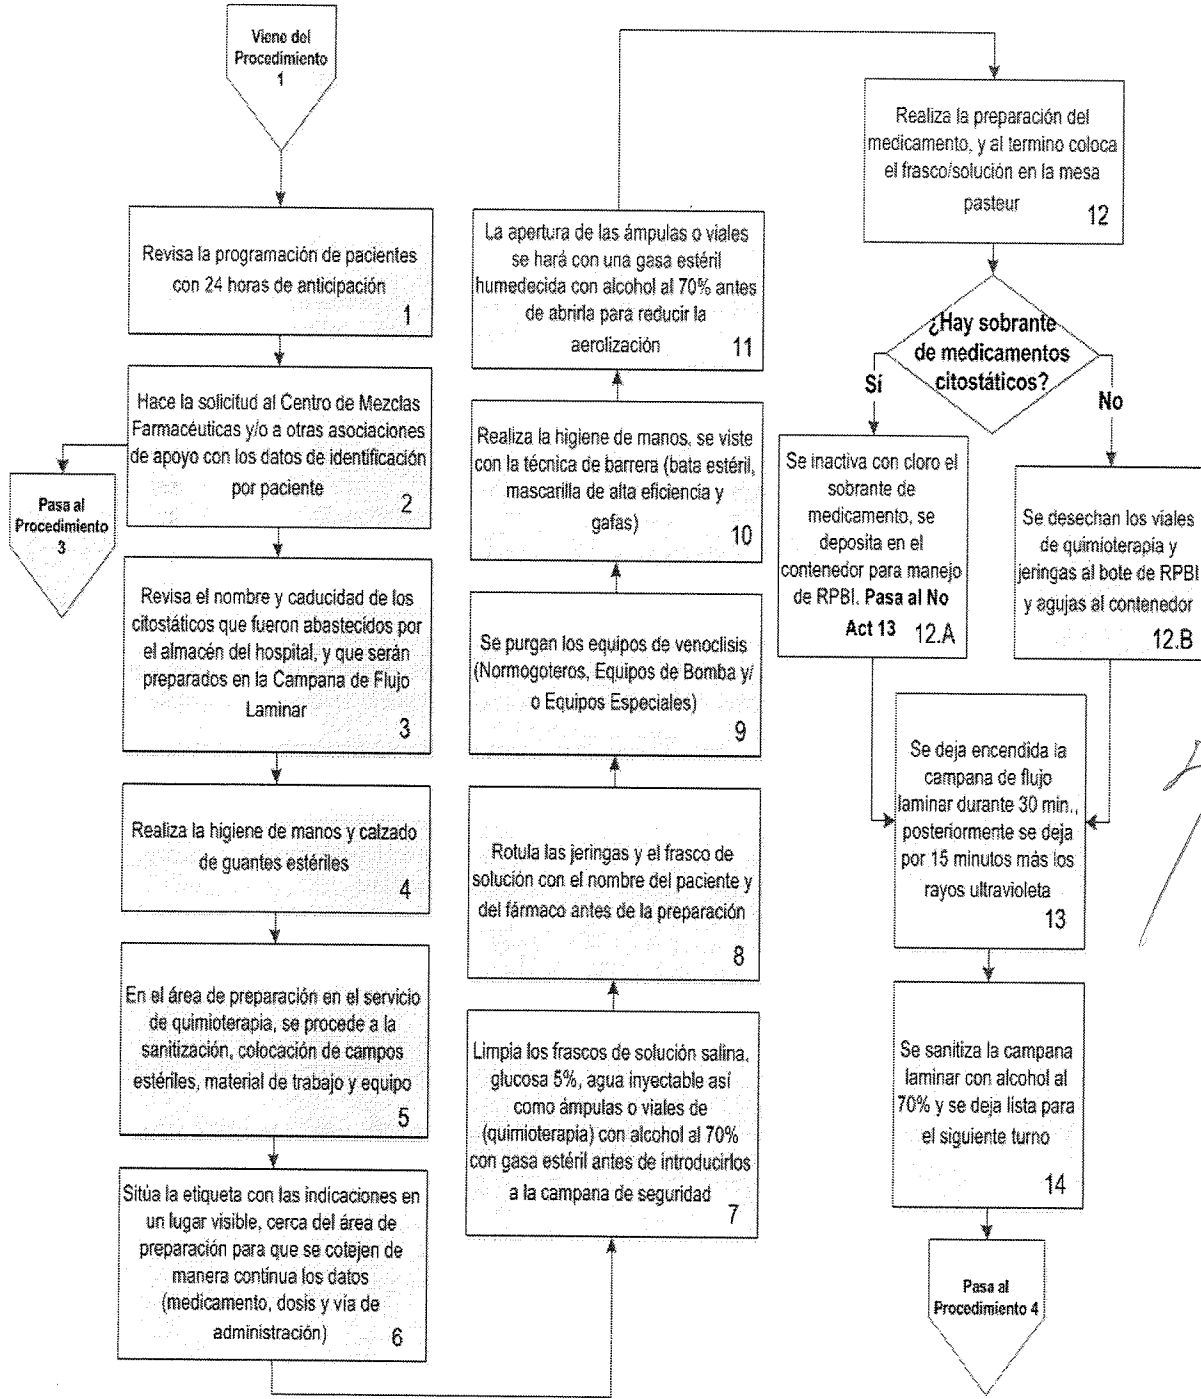 Viene del
Procedimiento
1
Revisa la programación de pacientes
con 24 horas de anticipación
1
Hace la solicitud al Centro de Mezclas
Farmacéuticas y/o a otras asociaciones
de apoyo con los datos de identificación
por paciente
2
Pasa al
Procedimiento
3
Revisa el nombre y caducidad de los
citostáticos que fueron abastecidos por
el almacén del hospital, y que serán
preparados en la Campana de Flujo
Laminar
3
Realiza la higiene de manos y calzado
de guantes estériles
4
En el área de preparación en el servicio
de quimioterapia, se procede a la
sanitización, colocación de campos
estériles, material de trabajo y equipo
5
Sitúa la etiqueta con las indicaciones en
un lugar visible, cerca del área de
preparación para que se cotejen de
manera contínua los datos
(medicamento, dosis y vía de
administración)
6
Limpia los frascos de solución salina,
glucosa 5%, agua inyectable así
como ámpulas o viales de
(quimioterapia) con alcohol al 70%
con gasa estéril antes de introducirlos
a la campana de seguridad
7
Rotula las jeringas y el frasco de
solución con el nombre del paciente y
del fármaco antes de la preparación
8
Se purgan los equipos de venoclisis
(Normogoteros, Equipos de Bomba y/
o Equipos Especiales)
9
Realiza la higiene de manos, se viste
con la técnica de barrera (bata estéril,
mascarilla de alta eficiencia y
gafas)
10
La apertura de las ámpulas o viales
se hará con una gasa estéril
humedecida con alcohol al 70% antes
de abrirla para reducir la
aerolización
11
Realiza la preparación del
medicamento, y al termino coloca
el frasco/solución en la mesa
pasteur
12
¿Hay sobrante
de medicamentos
citostáticos?
Sí
No
Se inactiva con cloro el
sobrante de
medicamento, se
deposita en el
contenedor para manejo
de RPBI. Pasa al No
Act 13
12.A
Se desechan los viales
de quimioterapia y
jeringas al bote de RPBI
y agujas al contenedor
12.B
Se deja encendida la
campana de flujo
laminar durante 30 min.,
posteriormente se deja
por 15 minutos más los
rayos ultravioleta
13
Se sanitiza la campana
laminar con alcohol al
70% y se deja lista para
el siguiente turno
14
Pasa al
Procedimiento 4